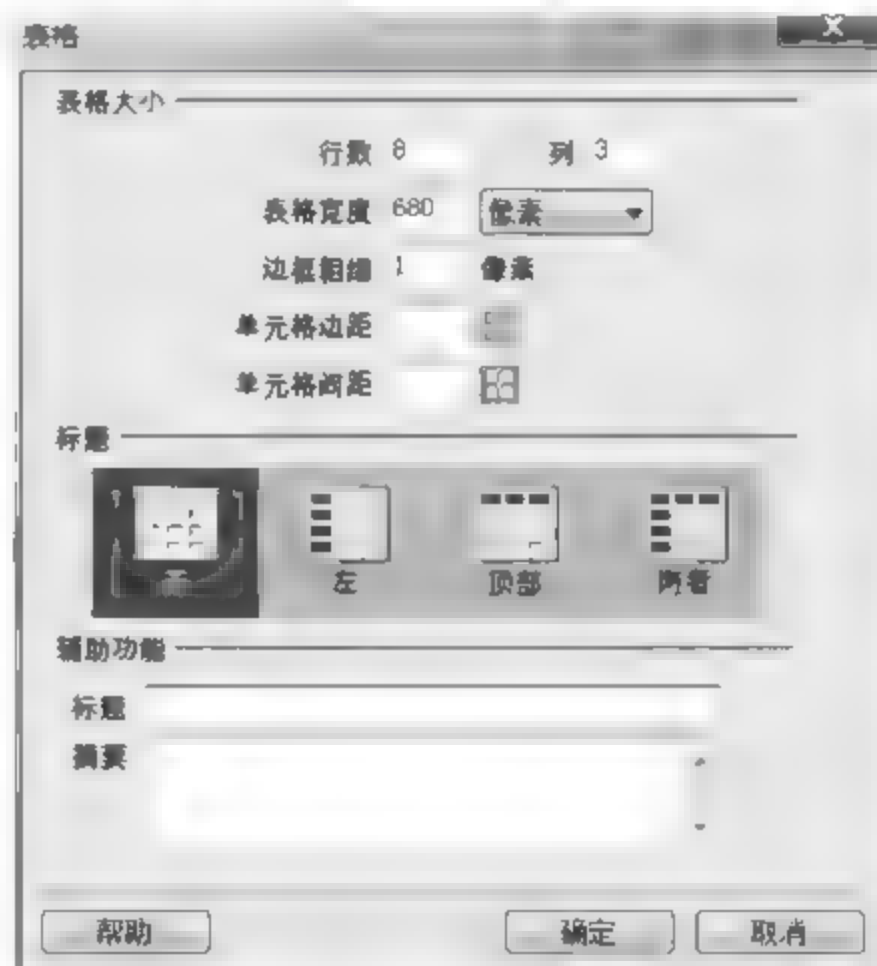 表格
表格大小
行数 8 列 3
表格宽度 680 像素
边框粗细 1 像素
单元格边距
单元格间距
标题
左 顶部 两者
辅助功能
标题
摘要
帮助 确定 取消